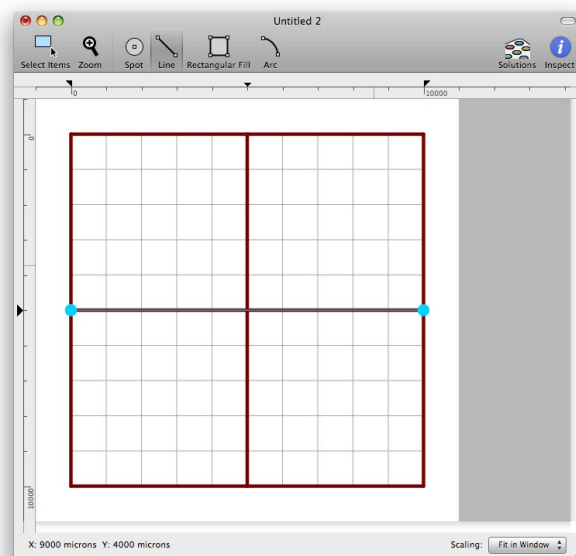 Untitled 2
Select Items Zoom Spot Line Rectangular Fill Arc Solutions Inspect
0 10000
0
10000
X: 9000 microns Y: 4000 microns Scaling: Fit in Window